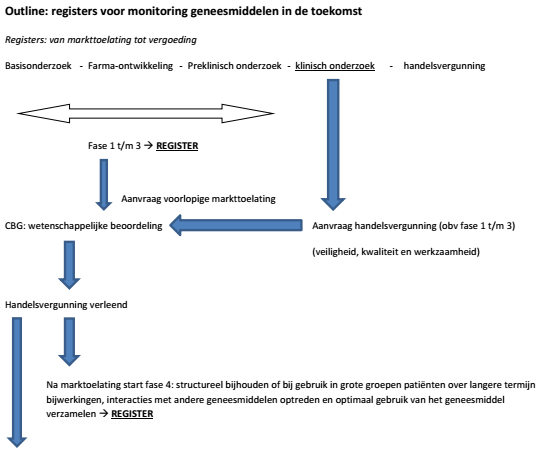 Outline: registers voor monitoring geneesmiddelen in de toekomst
Registers: van markttoelating tot vergoeding
Basisonderzoek - Farma-ontwikkeling - Preklinisch onderzoek - klinisch onderzoek - handelsvergunning
Fase 1 t/m 3 → REGISTER
Aanvraag voorlopige markttoelating
CBG: wetenschappelijke beoordeling
Aanvraag handelsvergunning (obv fase 1 t/m 3)
(veiligheid, kwaliteit en werkzaamheid)
Handelsvergunning verleend
Na marktoelating start fase 4: structureel bijhouden of bij gebruik in grote groepen patiënten over langere termijn
bijwerkingen, interacties met andere geneesmiddelen optreden en optimaal gebruik van het geneesmiddel
verzamelen → REGISTER